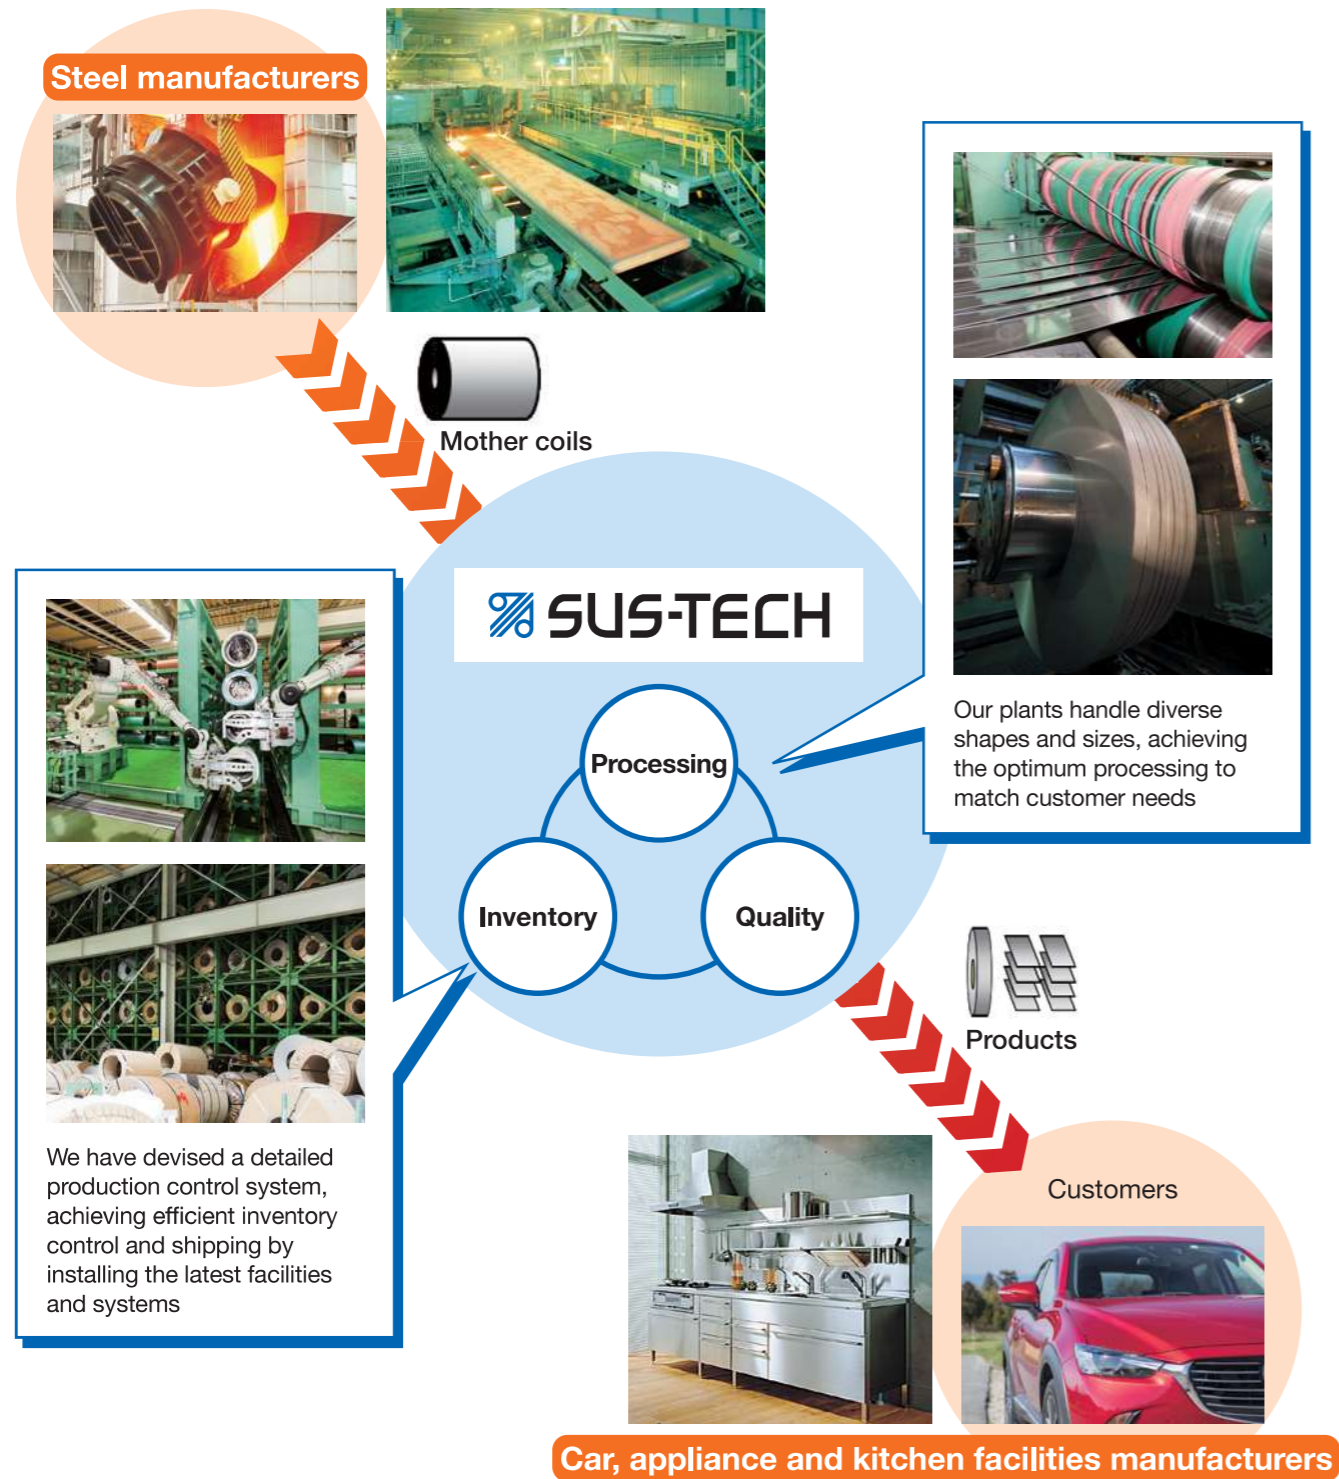 Steel manufacturers
Mother coils
SUS-TECH
Processing
Inventory
Quality
Our plants handle diverse
shapes and sizes, achieving
the optimum processing to
match customer needs
We have devised a detailed
production control system,
achieving efficient inventory
control and shipping by
installing the latest facilities
and systems
Products
Customers
Car, appliance and kitchen facilities manufacturers